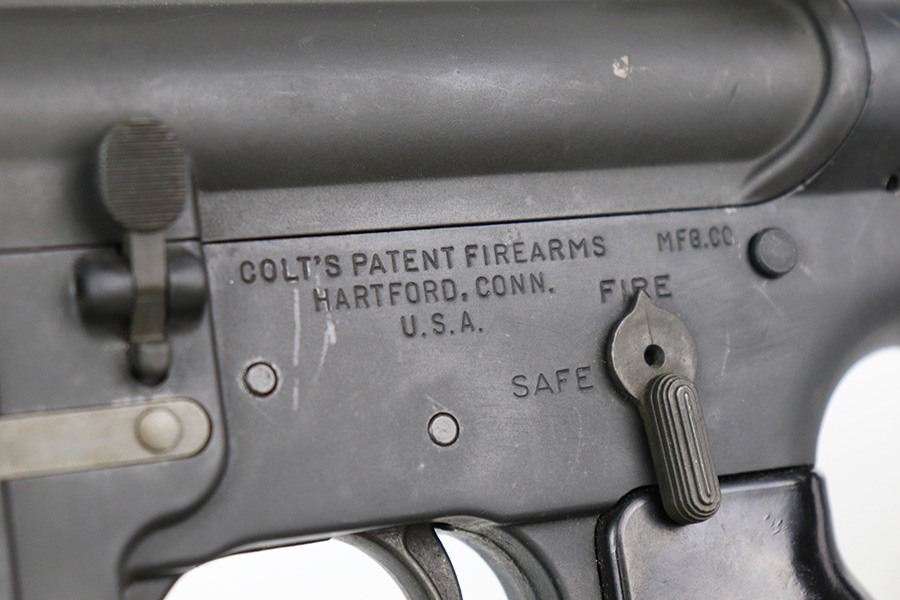 COLT'S PATENT FIREARMS MFG.CO.
HARTFORD, CONN.
U.S.A.
FIRE
SAFE